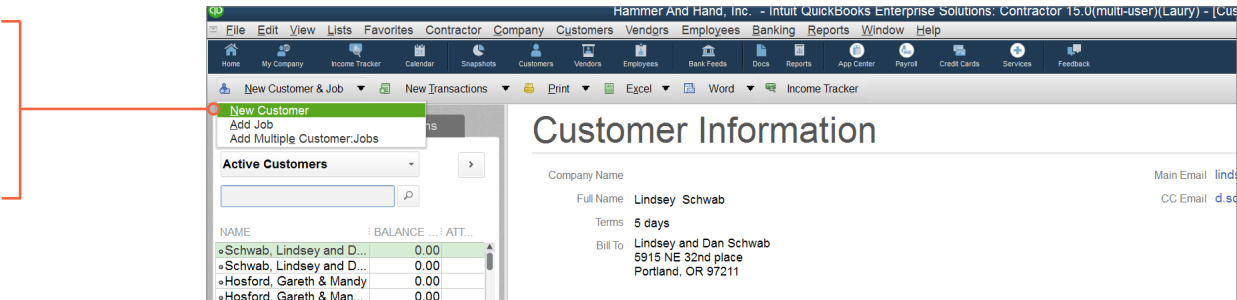 Hammer And Hand, Inc. - Intuit QuickBooks Enterprise Solutions: Contractor 15.0(multi-user)(Laury) - [Cus
File Edit View Lists Favorites Contractor Company Customers Vendors Employees Banking Reports Window Help
Home My Company Income Tracker Calendar Snapshots Customers Vendors Employees Bank Feeds Docs Reports App Center Payroll Credit Cards Services Feedback
New Customer & Job New Transactions Print Excel Word Income Tracker
New Customer
Add Job
Add Multiple Customer:Jobs
ns
Customer Information
Active Customers
Company Name
Main Email linds
Full Name Lindsey Schwab
CC Email d.sc
Terms 5 days
Bill To Lindsey and Dan Schwab
5915 NE 32nd place
Portland, OR 97211
NAME BALANCE ... ATT...
Schwab, Lindsey and D... 0.00
Schwab, Lindsey and D... 0.00
Hosford, Gareth & Mandy 0.00
Hosford, Gareth & Man... 0.00